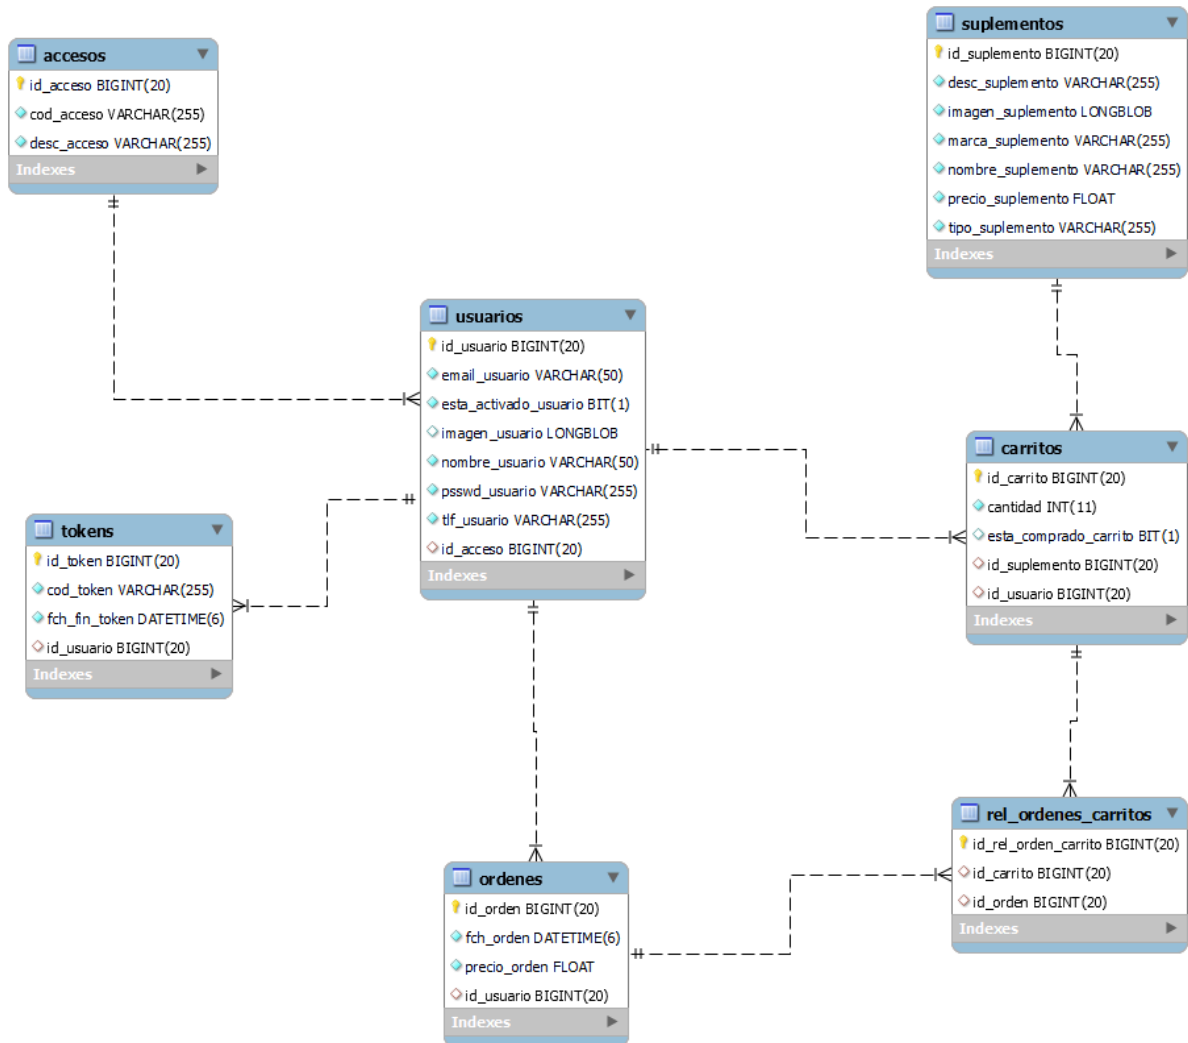 accesos
id_acceso BIGINT(20)
cod_acceso VARCHAR(255)
desc_acceso VARCHAR(255)
Indexes
suplementos
id_suplemento BIGINT(20)
desc_suplemento VARCHAR(255)
imagen_suplemento LONGBLOB
marca_suplemento VARCHAR(255)
nombre_suplemento VARCHAR(255)
precio_suplemento FLOAT
tipo_suplemento VARCHAR(255)
Indexes
usuarios
id_usuario BIGINT(20)
email_usuario VARCHAR(50)
esta_activado_usuario BIT(1)
imagen_usuario LONGBLOB
nombre_usuario VARCHAR(50)
psswd_usuario VARCHAR(255)
tlf_usuario VARCHAR(255)
id_acceso BIGINT(20)
Indexes
carritos
id_carrito BIGINT(20)
cantidad INT(11)
esta_comprado_carrito BIT(1)
id_suplemento BIGINT(20)
id_usuario BIGINT(20)
Indexes
tokens
id_token BIGINT(20)
cod_token VARCHAR(255)
fch_fin_token DATETIME(6)
id_usuario BIGINT(20)
Indexes
rel_ordenes_carritos
id_rel_orden_carrito BIGINT(20)
id_carrito BIGINT(20)
id_orden BIGINT(20)
Indexes
ordenes
id_orden BIGINT(20)
fch_orden DATETIME(6)
precio_orden FLOAT
id_usuario BIGINT(20)
Indexes